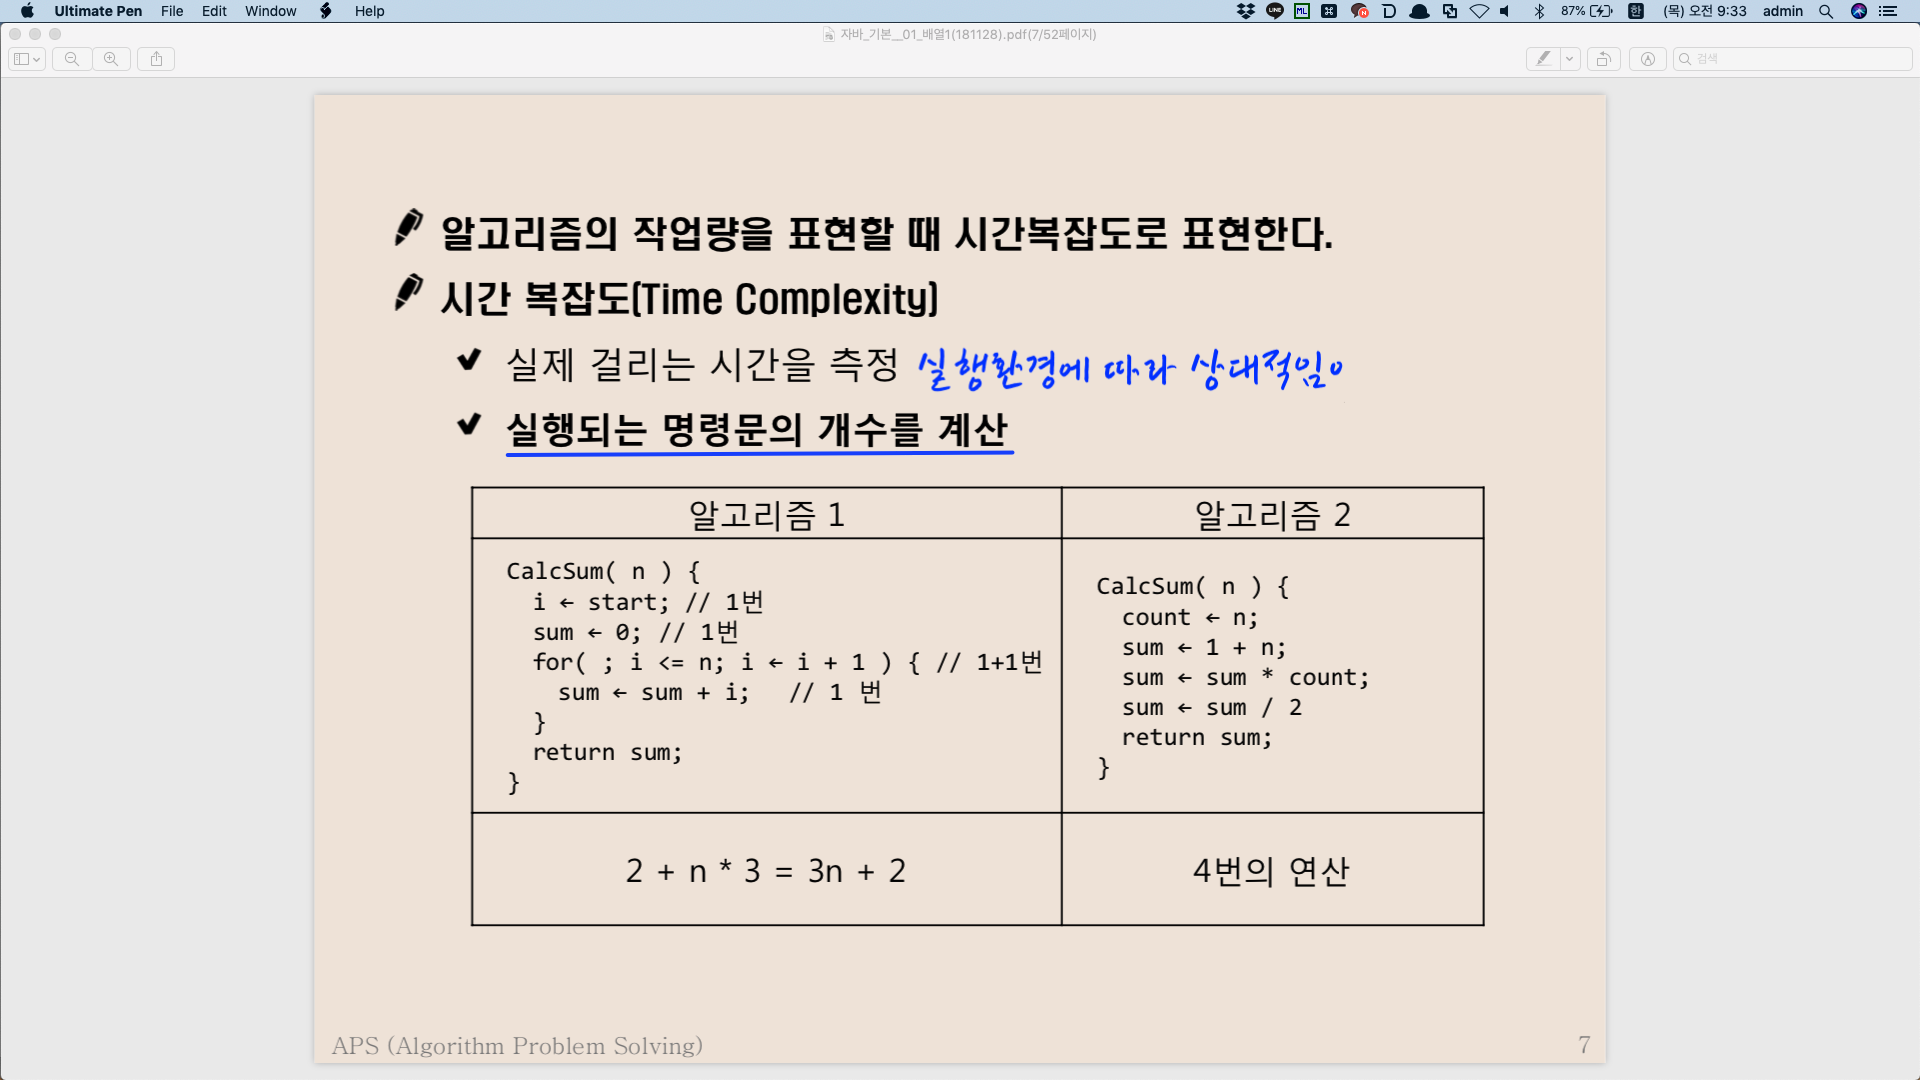 Ultimate Pen File Edit Window Help 87% 한 (목) 오전 9:33 admin
자바_기본__01_배열1(181128).pdf(7/52페이지)
검색
알고리즘의 작업량을 표현할 때 시간복잡도로 표현한다.
시간 복잡도(Time Complexity)
실제 걸리는 시간을 측정 실행환경에 따라 상대적임。
실행되는 명령문의 개수를 계산
알고리즘 1
CalcSum( n ) {
i ← start; // 1번
sum ← 0; // 1번
for( ; i <= n; i ← i + 1 ) { // 1+1번
sum ← sum + i; // 1 번
}
return sum;
}
2 + n * 3 = 3n + 2
알고리즘 2
CalcSum( n ) {
count ← n;
sum ← 1 + n;
sum ← sum * count;
sum ← sum / 2
return sum;
}
4번의 연산
APS (Algorithm Problem Solving)
7